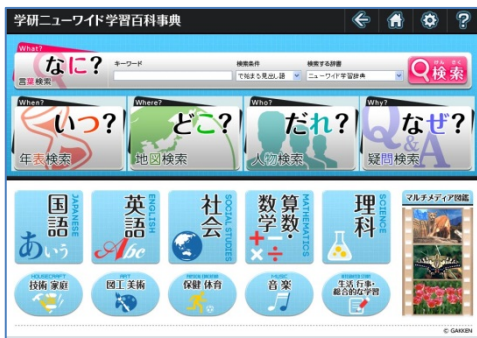 学研ニューワイド学習百科事典
?
What?
なに?
言葉検索
キーワード
検索条件
で始まる見出し語
検索する辞書
ニューワイド学習辞典
けん さく
検索
When?
いつ?
年表検索
Where?
どこ?
地図検索
Who?
だれ?
人物検索
Why?
なぜ?
Q&A
疑問検索
国語
JAPANESE
あいう
英語
ENGLISH
Abc
社会
SOCIAL STUDIES
算数・数学
MATHEMATICS
理科
SCIENCE
マルチメディア図鑑
技術 家庭
ART
図工 美術
保健 体育
MUSIC
音楽
生活 行事・
総合的な学習
© GAKKEN